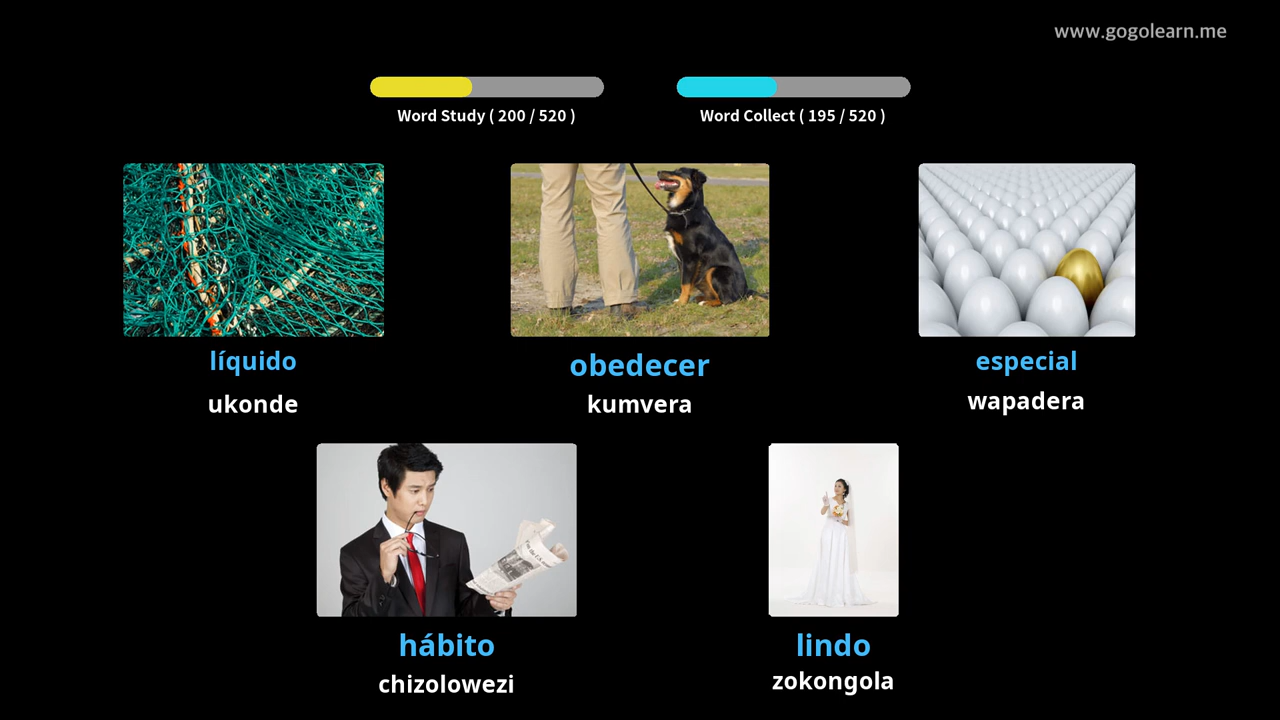 www.gogolearn.me
Word Study ( 200 / 520 )
Word Collect ( 195 / 520 )
líquido
ukonde
obedecer
kumvera
especial
wapadera
hábito
chizolowezi
lindo
zokongola